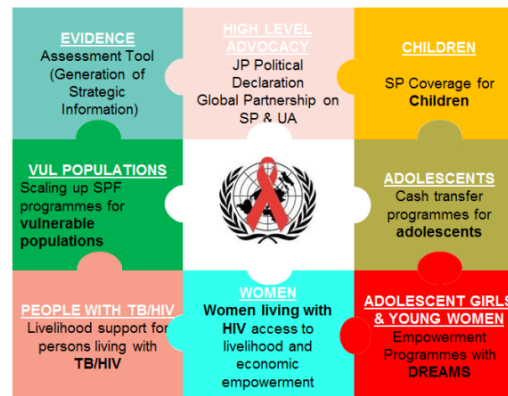 EVIDENCE
Assessment Tool
(Generation of
Strategic
Information)
HIGH LEVEL
ADVOCACY
JP Political
Declaration
Global Partnership on
SP & UA
CHILDREN
SP Coverage for
Children
VUL POPULATIONS
Scaling up SPF
programmes for
vulnerable
populations
ADOLESCENTS
Cash transfer
programmes for
adolescents
PEOPLE WITH TB/HIV
Livelihood support for
persons living with
TB/HIV
WOMEN
Women living with
HIV access to
livelihood and
economic
empowerment
ADOLESCENT GIRLS
& YOUNG WOMEN
Empowerment
Programmes with
DREAMS